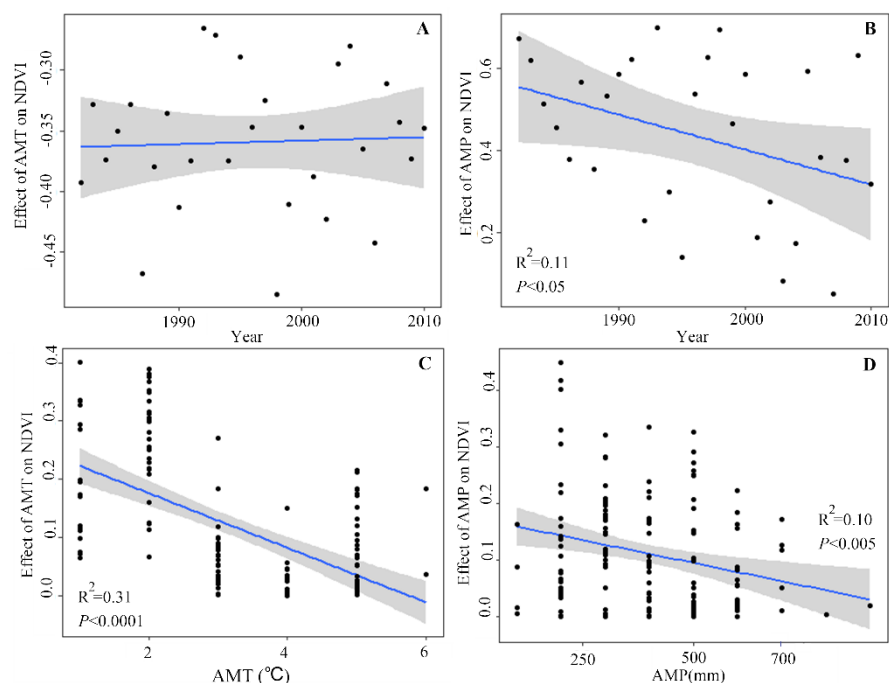 A
Effect of AMT on NDVI
-0.30
-0.35
-0.40
-0.45
1990
2000
2010
Year
B
Effect of AMP on NDVI
0.6
0.4
0.2
R²=0.11
P<0.05
1990
2000
2010
Year
C
Effect of AMT on NDVI
0.4
0.3
0.2
0.1
0.0
R²=0.31
P<0.0001
2
4
6
AMT (℃)
D
Effect of AMP on NDVI
0.4
0.3
0.2
0.1
0.0
R²=0.10
P<0.005
250
500
700
AMP(mm)